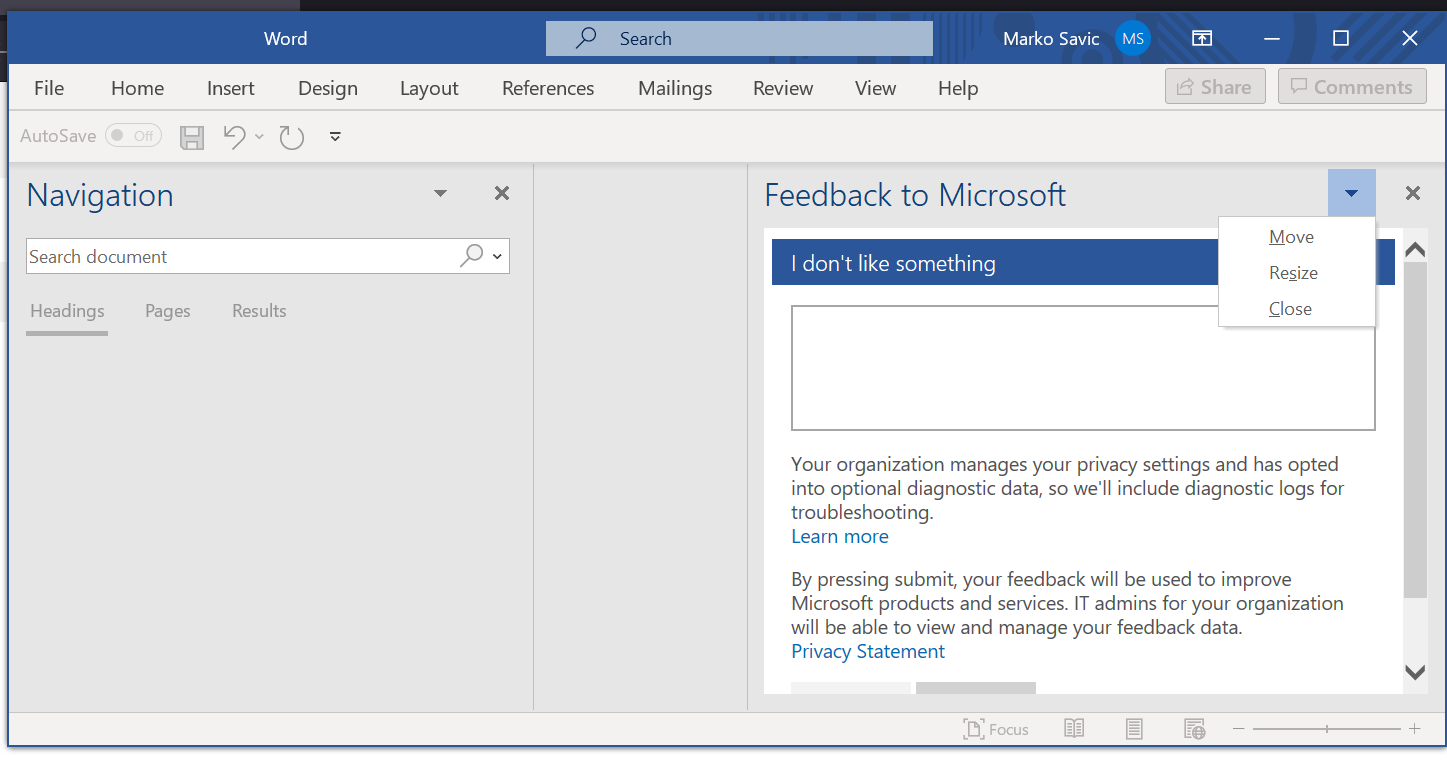 Word
Search
Marko Savic MS
File Home Insert Design Layout References Mailings Review View Help
Share Comments
AutoSave Off
Navigation
Search document
Headings Pages Results
Feedback to Microsoft
Move
Resize
Close
I don't like something
Your organization manages your privacy settings and has opted
into optional diagnostic data, so we'll include diagnostic logs for
troubleshooting.
Learn more
By pressing submit, your feedback will be used to improve
Microsoft products and services. IT admins for your organization
will be able to view and manage your feedback data.
Privacy Statement
Focus